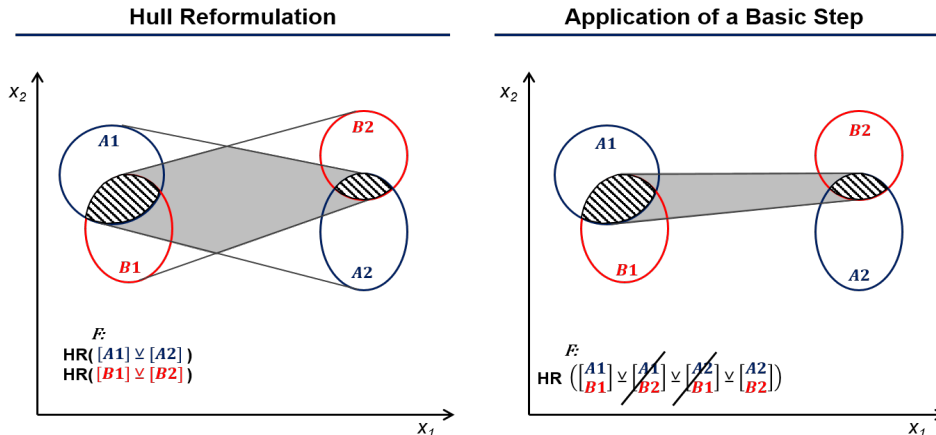 Hull Reformulation
x2
A1
B2
B1
A2
F:
HR( [A1] ⊻ [A2] )
HR( [B1] ⊻ [B2] )
x1
Application of a Basic Step
x2
A1
B2
B1
A2
F:
HR ([A1 B1] ⊻ [A1 B2] ⊻ [A2 B1] ⊻ [A2 B2])
x1